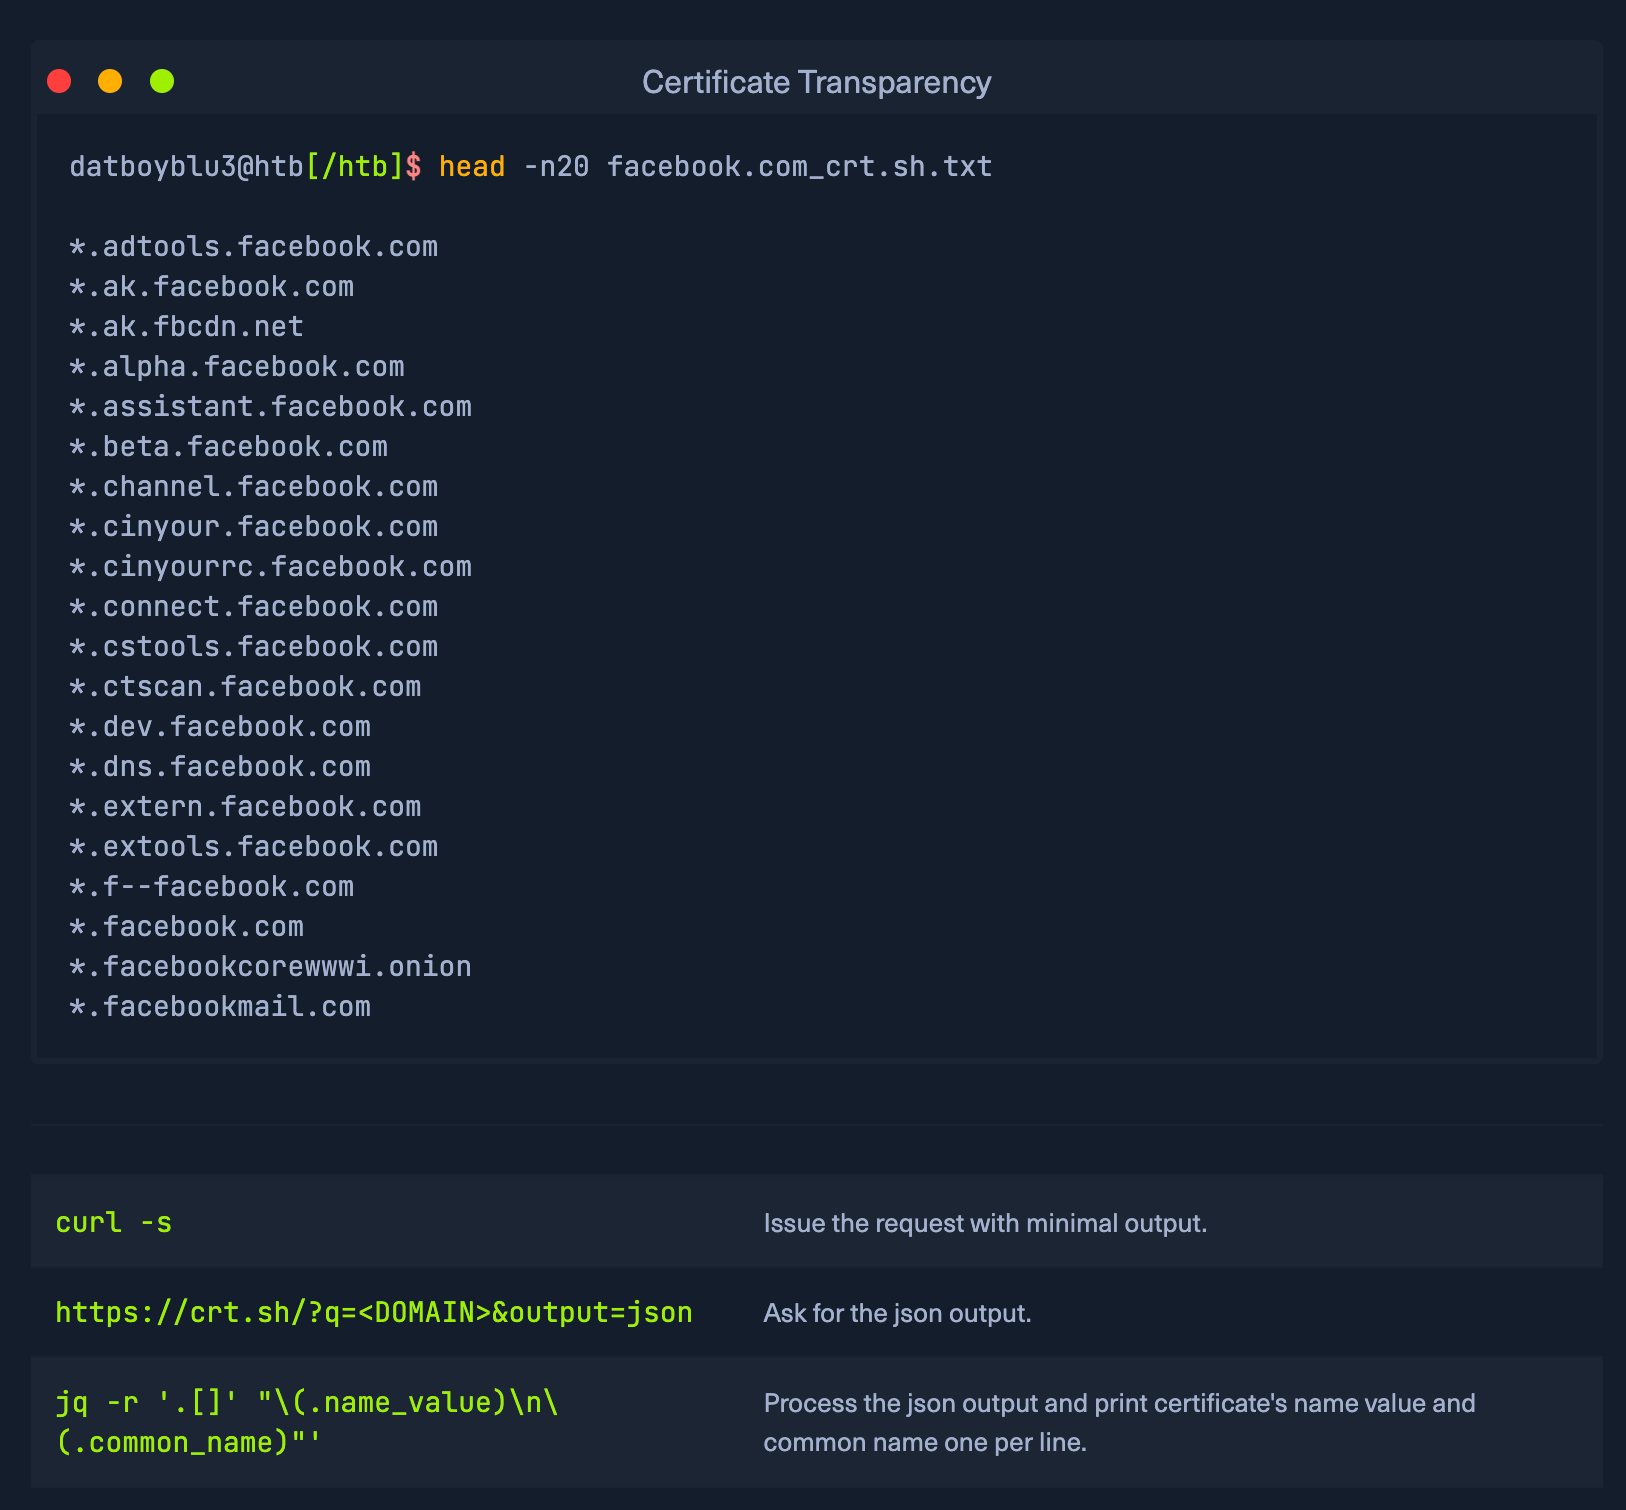 Certificate Transparency
datboyblu3@htb[/htb]$ head -n20 facebook.com_crt.sh.txt
*.adtools.facebook.com
*.ak.facebook.com
*.ak.fbcdn.net
*.alpha.facebook.com
*.assistant.facebook.com
*.beta.facebook.com
*.channel.facebook.com
*.cinyour.facebook.com
*.cinyourrc.facebook.com
*.connect.facebook.com
*.cstools.facebook.com
*.ctscan.facebook.com
*.dev.facebook.com
*.dns.facebook.com
*.extern.facebook.com
*.extools.facebook.com
*.f--facebook.com
*.facebook.com
*.facebookcorewwwi.onion
*.facebookmail.com
curl -s
Issue the request with minimal output.
https://crt.sh/?q=<DOMAIN>&output=json
Ask for the json output.
jq -r '.[]' "\(.name_value)\n\
(.common_name)"'
Process the json output and print certificate's name value and
common name one per line.